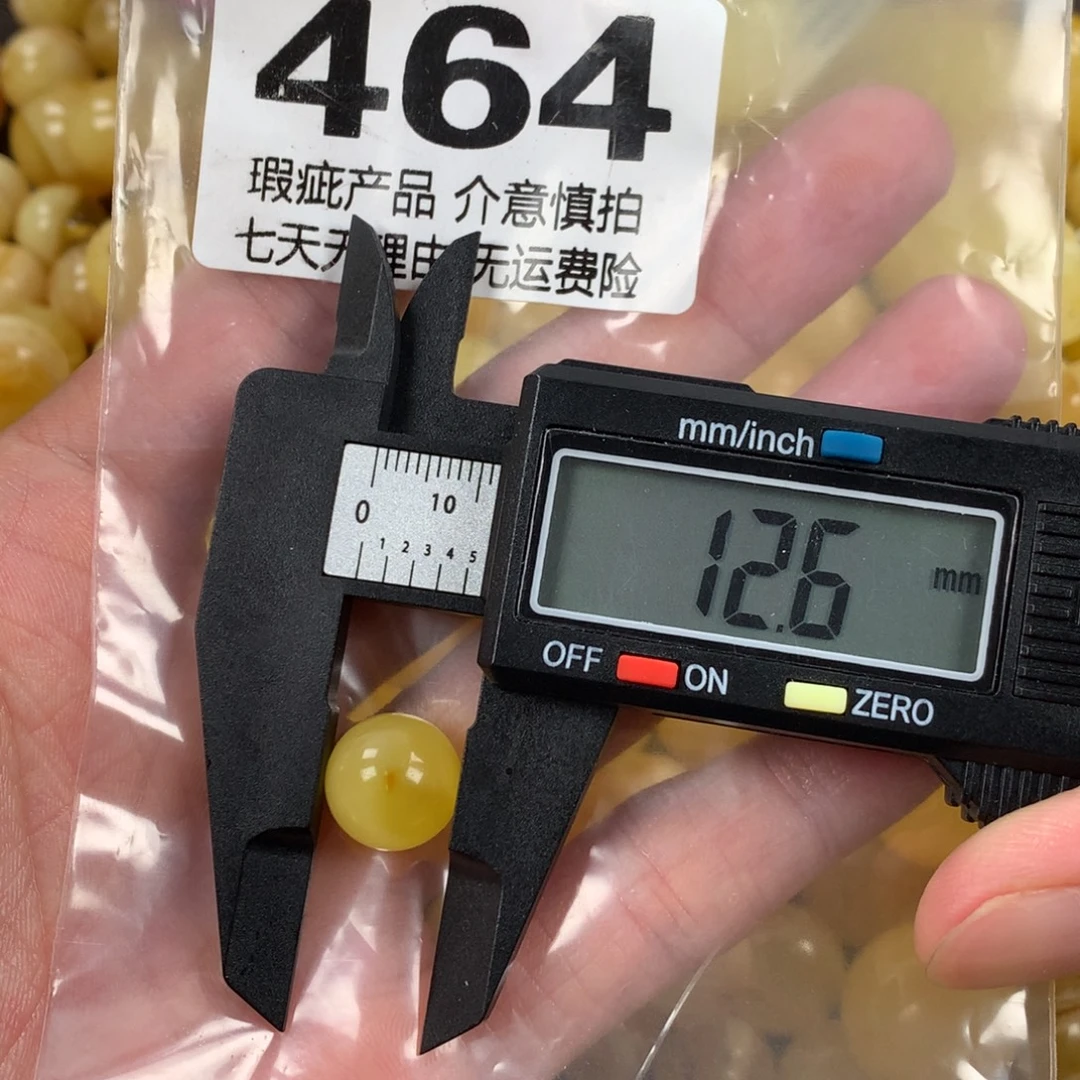 464
瑕疵产品 介意慎拍
七天无理由 无运费险
mm/inch
0 10
1 2 3 4 5
12.6 mm
OFF ON ZERO